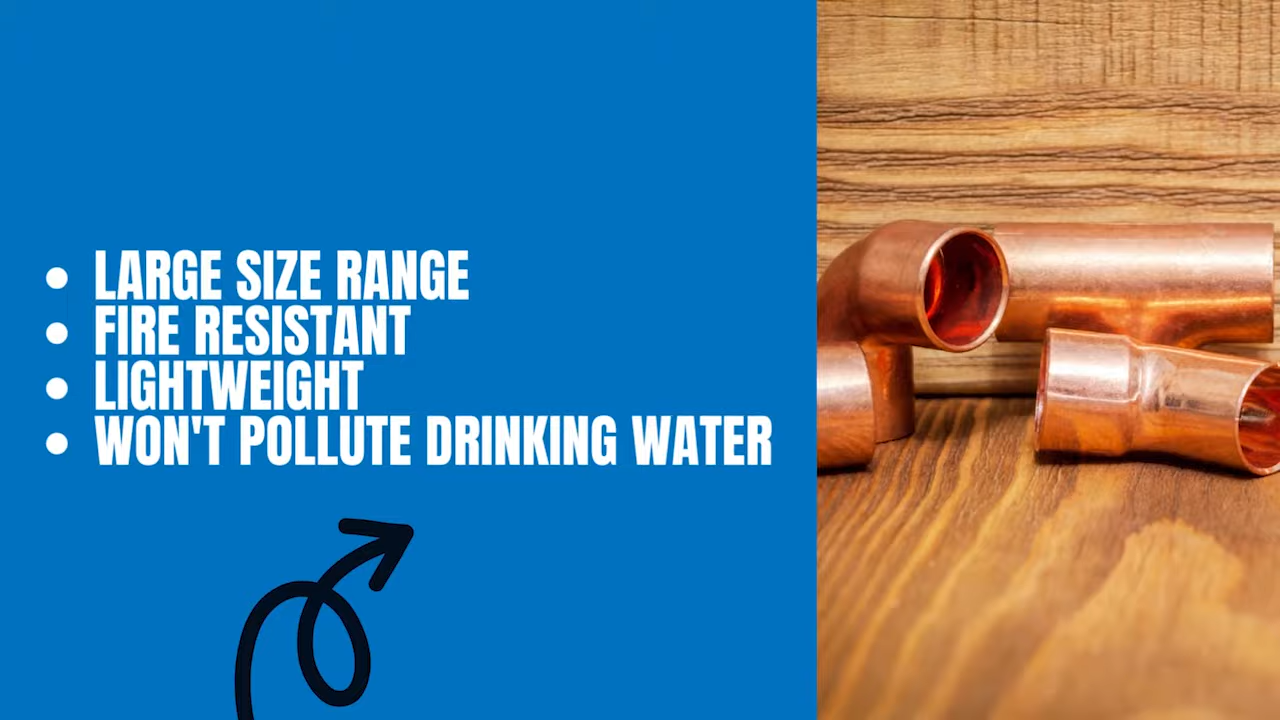 LARGE SIZE RANGE
FIRE RESISTANT
LIGHTWEIGHT
WON'T POLLUTE DRINKING WATER